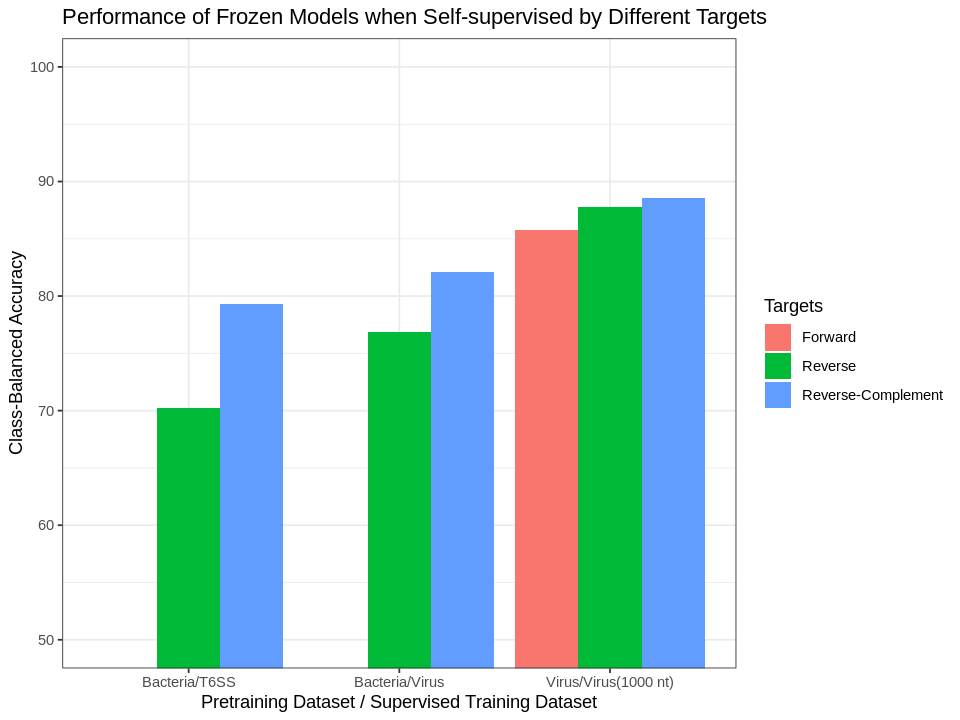 Performance of Frozen Models when Self-supervised by Different Targets
100
90
80
70
60
50
Class-Balanced Accuracy
Bacteria/T6SS
Bacteria/Virus
Virus/Virus(1000 nt)
Pretraining Dataset / Supervised Training Dataset
Targets
Forward
Reverse
Reverse-Complement